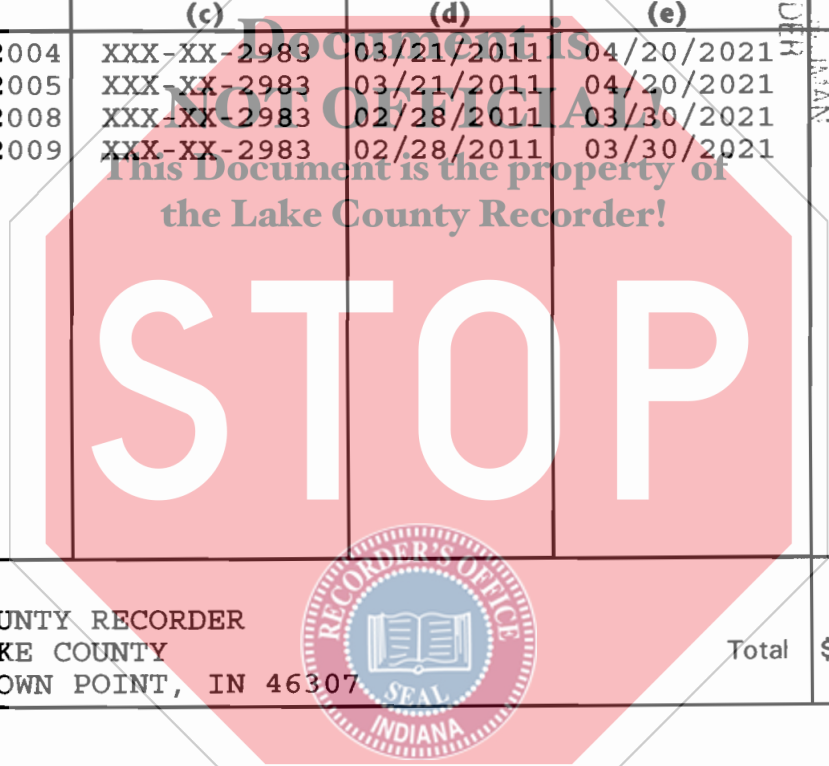 (c) (d) (e)
Document is
2004 XXX-XX-2983 03/21/2011 04/20/2021
2005 XXX-XX-2983 03/21/2011 04/20/2021
NOT OFFICIAL!
2008 XXX-XX-2983 02/28/2011 03/30/2021
2009 XXX-XX-2983 02/28/2011 03/30/2021
This Document is the property of
the Lake County Recorder!
STOP
RECORDER'S OFFICE
SEAL
INDIANA
UNTY RECORDER
KE COUNTY
OWN POINT, IN 46307
Total $